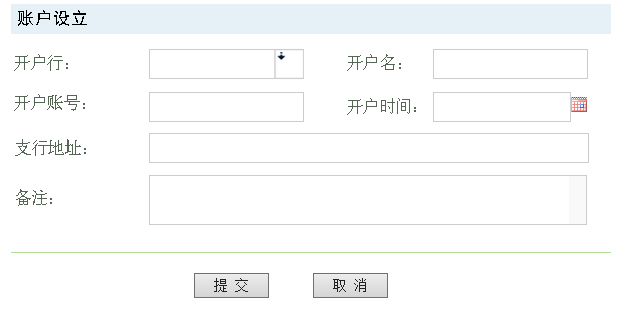 账户设立
开户行： 开户名：
开户账号： 开户时间：
支行地址：
备注：
提 交 取 消